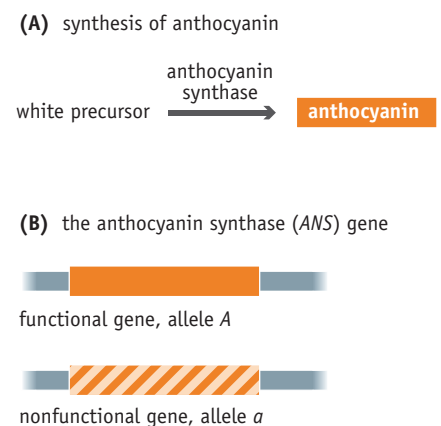 (A) synthesis of anthocyanin
anthocyanin
synthase
white precursor
anthocyanin
(B) the anthocyanin synthase (ANS) gene
functional gene, allele A
nonfunctional gene, allele a